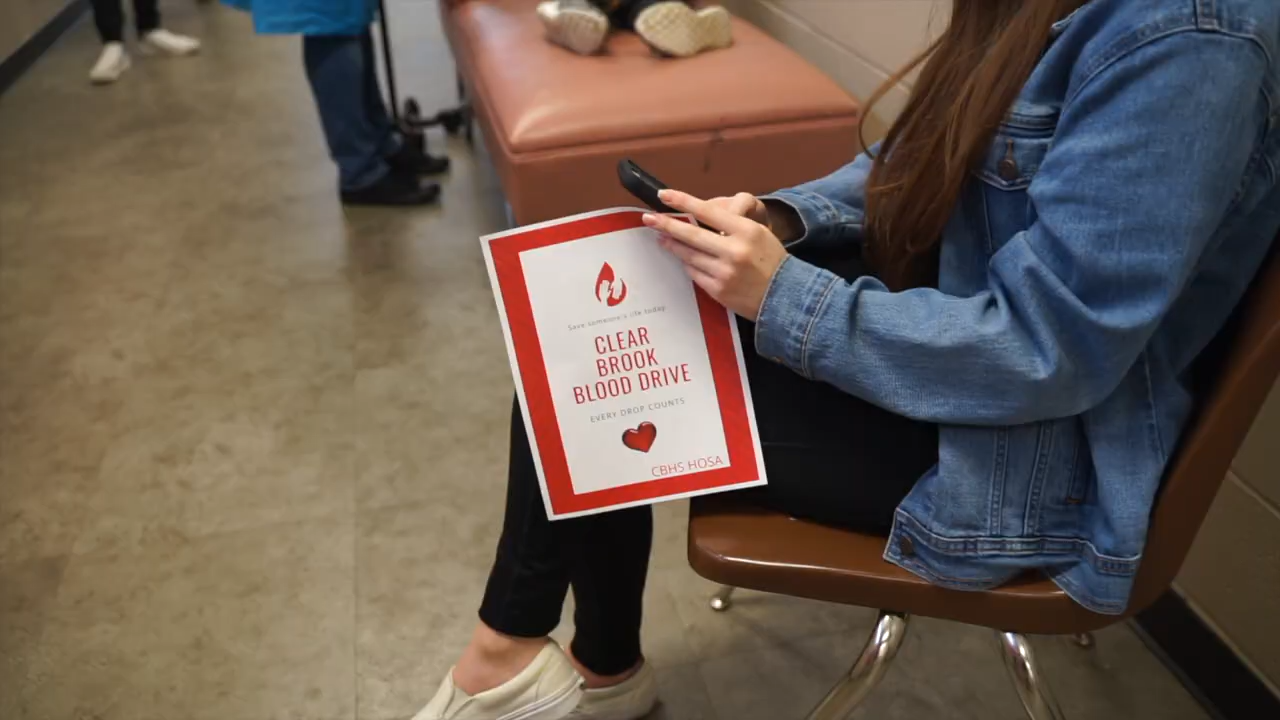 Save someone's life today
CLEAR
BROOK
BLOOD DRIVE
EVERY DROP COUNTS
CBHS HOSA